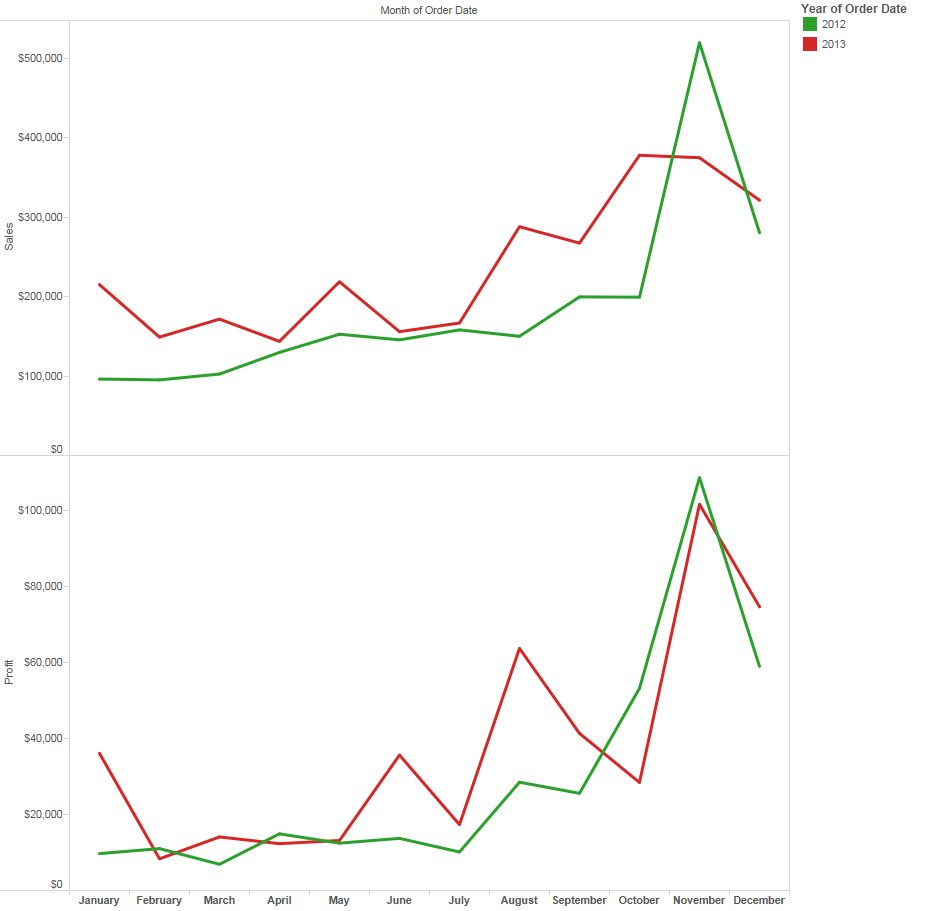 Month of Order Date
Year of Order Date
2012
2013
Sales
$500,000
$400,000
$300,000
$200,000
$100,000
$0
Profit
$100,000
$80,000
$60,000
$40,000
$20,000
$0
January February March April May June July August September October November December